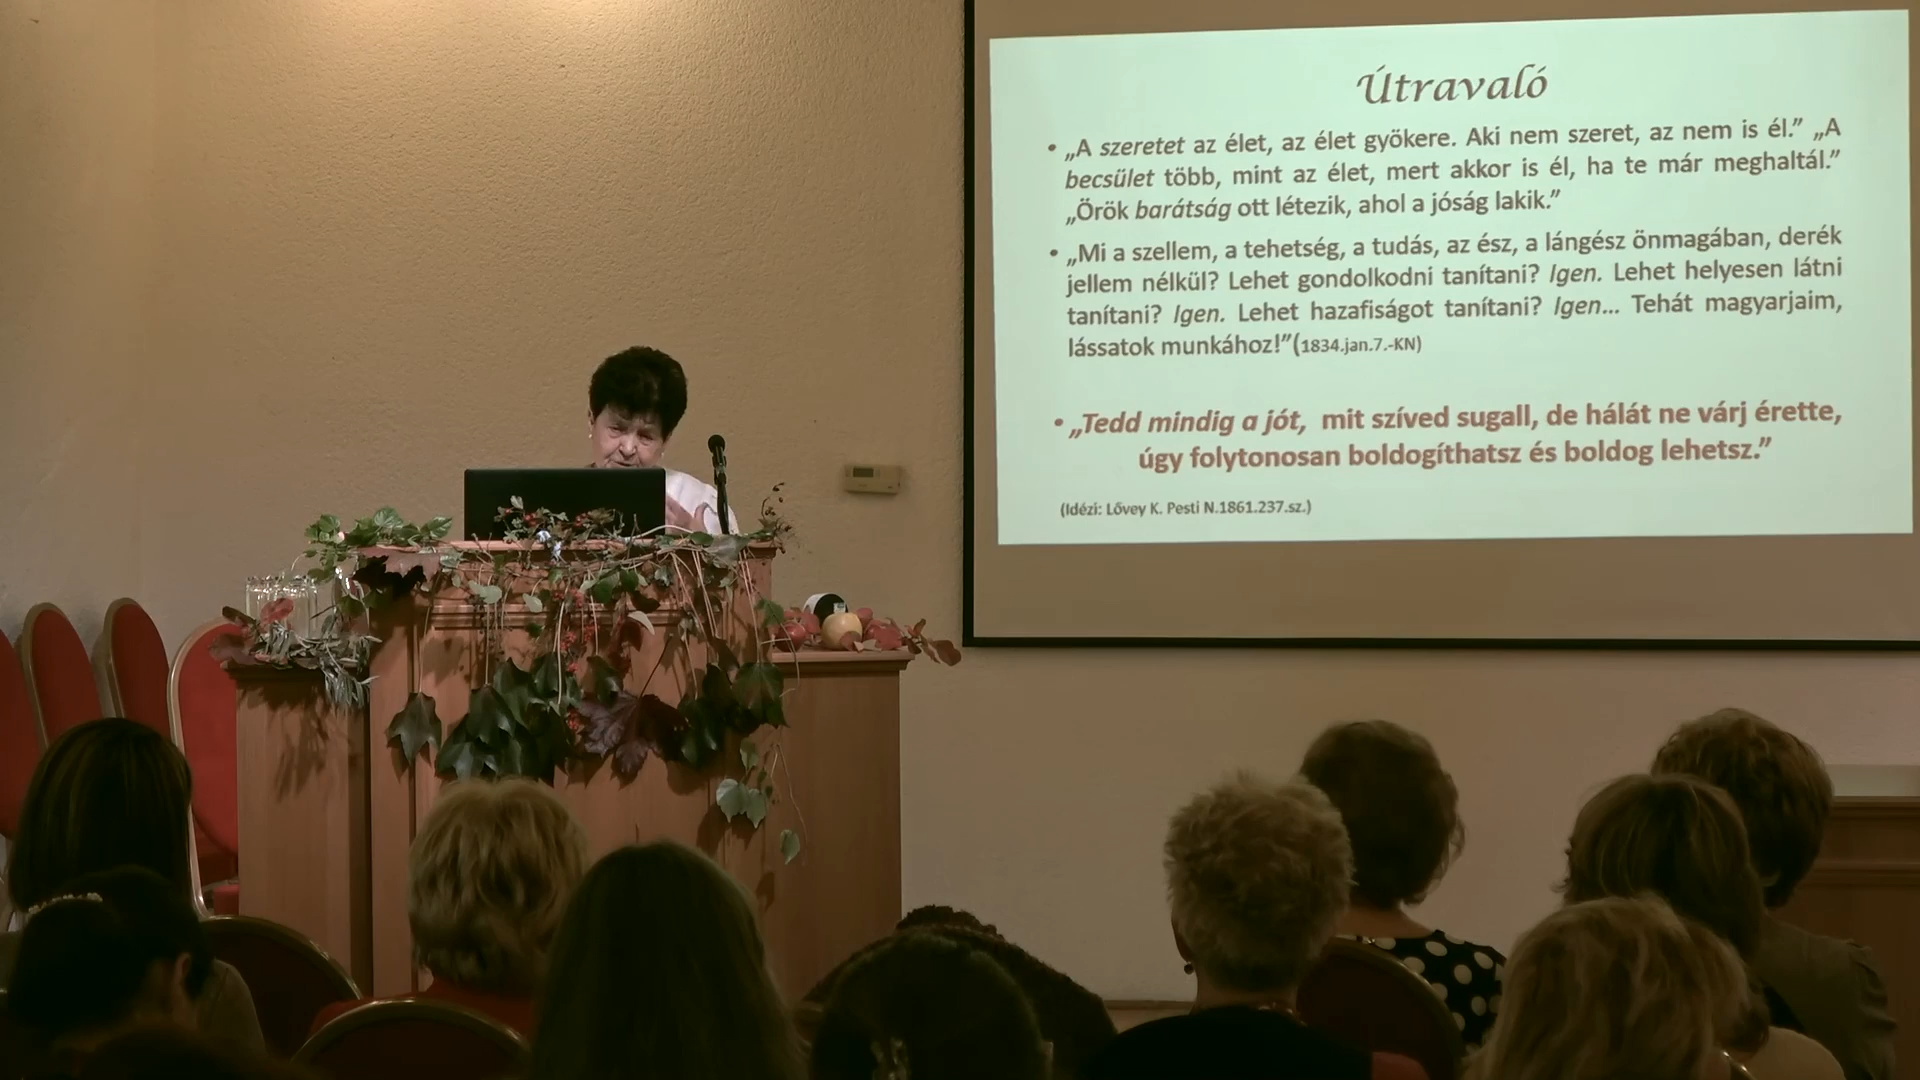 Útravaló
• „A szeretet az élet, az élet gyökere. Aki nem szeret, az nem is él.” „A
becsület több, mint az élet, mert akkor is él, ha te már meghaltál.”
„Örök barátság ott létezik, ahol a jóság lakik.”
• „Mi a szellem, a tehetség, a tudás, az ész, a lángész önmagában, derék
jellem nélkül? Lehet gondolkodni tanítani? Igen. Lehet helyesen látni
tanítani? Igen. Lehet hazafiságot tanítani? Igen... Tehát magyarjaim,
lássatok munkához!”(1834.jan.7.-KN)
• „Tedd mindig a jót, mit szíved sugall, de hálát ne várj érette,
úgy folytonosan boldogíthatsz és boldog lehetsz.”
(Idézi: Lővey K. Pesti N.1861.237.sz.)